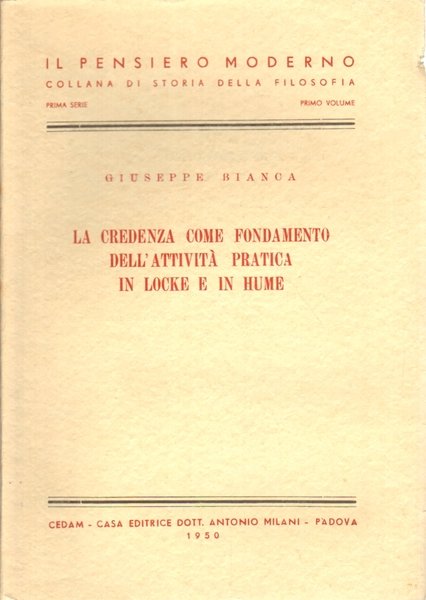 IL PENSIERO MODERNO
COLLANA DI STORIA DELLA FILOSOFIA
PRIMA SERIE PRIMO VOLUME
GIUSEPPE BIANCA
LA CREDENZA COME FONDAMENTO
DELL'ATTIVITÀ PRATICA
IN LOCKE E IN HUME
CEDAM - CASA EDITRICE DOTT. ANTONIO MILANI - PADOVA
1950